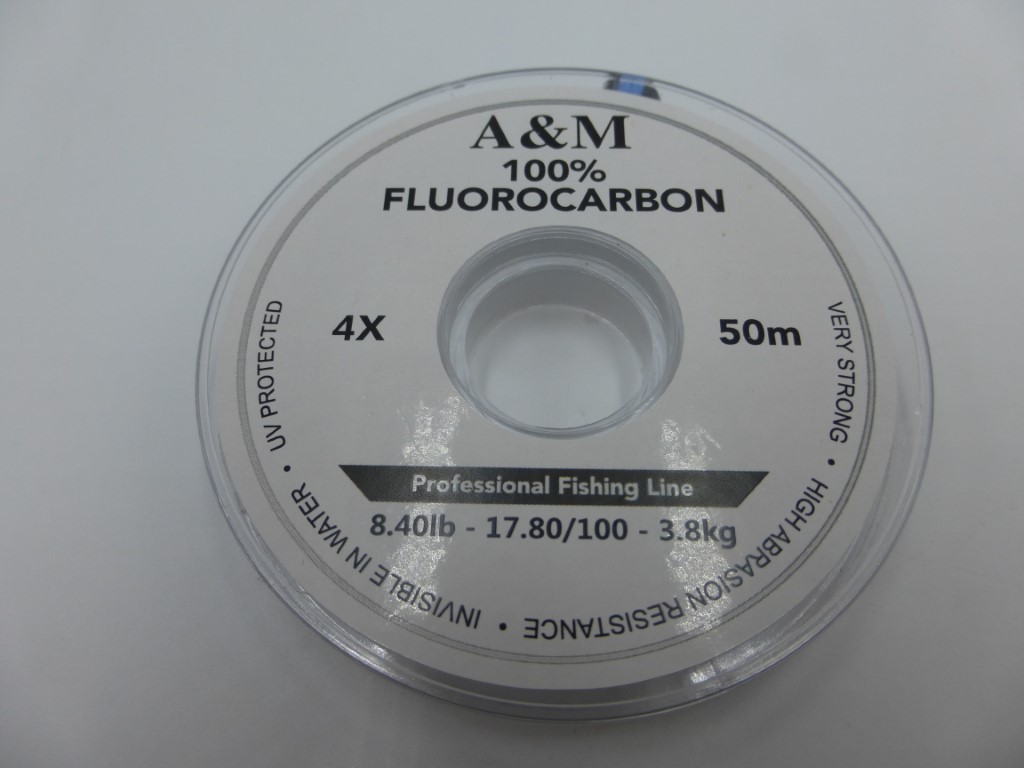 A&M
100%
FLUOROCARBON
4X
50m
Professional Fishing Line
8.40lb - 17.80/100 - 3.8kg
VERY STRONG • HIGH ABRASION RESISTANCE • INVISIBLE IN WATER • UV PROTECTED